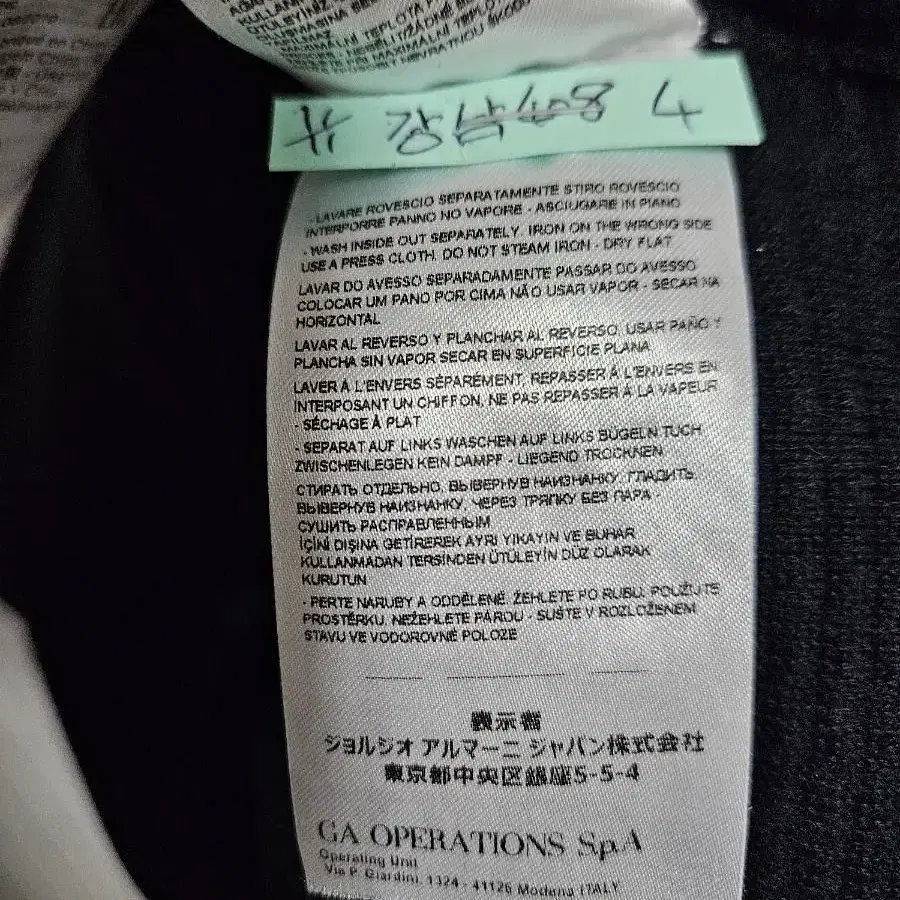 KULLANMA
ÜTÜLEYİNİZ
MAXIMÁLNÍ TEPLOTA
강남 408 4
- LAVARE ROVESCIO SEPARATAMENTE STIRO ROVESCIO
INTERPORRE PANNO NO VAPORE - ASCIUGARE IN PIANO
- WASH INSIDE OUT SEPARATELY, IRON ON THE WRONG SIDE
USE A PRESS CLOTH. DO NOT STEAM IRON - DRY FLAT
LAVAR DO AVESSO SEPARADAMENTE PASSAR DO AVESSO
COLOCAR UM PANO POR CIMA NÃO USAR VAPOR - SECAR NA
HORIZONTAL
LAVAR AL REVERSO Y PLANCHAR AL REVERSO, USAR PAÑO Y
PLANCHA SIN VAPOR SECAR EN SUPERFICIE PLANA
LAVER À L'ENVERS SÉPARÉMENT, REPASSER À L'ENVERS EN
INTERPOSANT UN CHIFFON, NE PAS REPASSER À LA VAPEUR
- SÉCHAGE À PLAT
- SEPARAT AUF LINKS WASCHEN AUF LINKS BÜGELN TUCH
ZWISCHENLEGEN KEIN DAMPF - LIEGEND TROCKNEN
СТИРАТЬ ОТДЕЛЬНО, ВЫВЕРНУВ НАИЗНАНКУ. ГЛАДИТЬ,
ВЫВЕРНУВ НАИЗНАНКУ, ЧЕРЕЗ ТРЯПКУ БЕЗ ПАРА -
СУШИТЬ РАСПРАВЛЕННЫМ
İÇİNİ DIŞINA GETİREREK AYRI YIKAYIN VE BUHAR
KULLANMADAN TERSİNDEN ÜTÜLEYİN DÜZ OLARAK
KURUTUN
- PERTE NARUBY A ODDĚLENĚ. ŽEHLETE PO RUBU. POUŽIJTE
PROSTĚRKU. NEŽEHLETE PÁROU - SUŠTE V ROZLOŽENÉM
STAVU VE VODOROVNÉ POLOZE
表示者
ジョルジオ アルマーニ ジャパン株式会社
東京都中央区銀座5-5-4
GA OPERATIONS SpA
Operating Unit
Via P. Giardini, 1324 - 41126 Modena ITALY